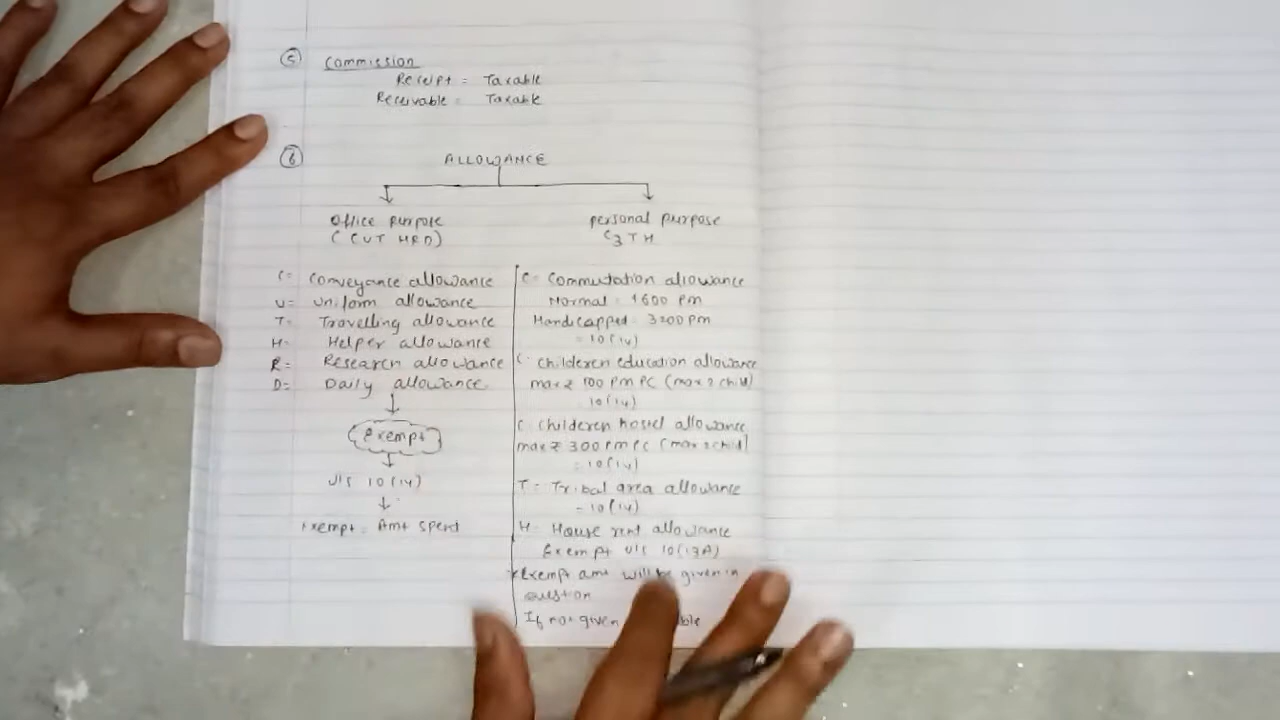 5 Commission
Receipt = Taxable
Receivable = Taxable
6 ALLOWANCE
Office Purpose
(CUT HRD)
personal purpose
C3 T H
C= Conveyance allowance
U= Uniform allowance
T= Travelling allowance
H= Helper allowance
R= Research allowance
D= Daily allowance
Exempt
U/s 10(14)
Exempt = Amt spent
C= Commutation allowance
Normal = 1600 PM
Handicapped = 3200 PM
= 10(14)
C= childeren education allowance
max ₹ 100 PM PC (max 2 child)
10(14)
C= childeren hostel allowance
max ₹ 300 PM PC (max 2 child)
= 10(14)
T= Tribal area allowance
= 10(14)
H= House rent allowance
Exempt U/s 10(13A)
*Exempt amt will be given in
question
If not given